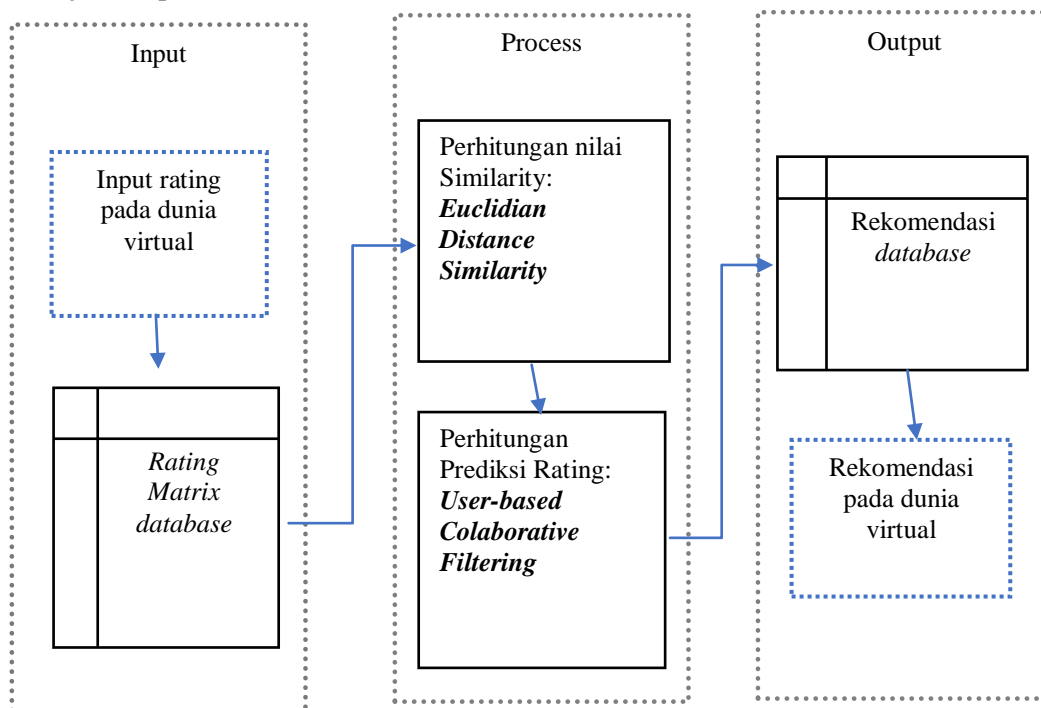 Input
Input rating
pada dunia
virtual
Rating
Matrix
database
Process
Perhitungan nilai
Similarity:
Euclidian
Distance
Similarity
Perhitungan
Prediksi Rating:
User-based
Colaborative
Filtering
Output
Rekomendasi
database
Rekomendasi
pada dunia
virtual